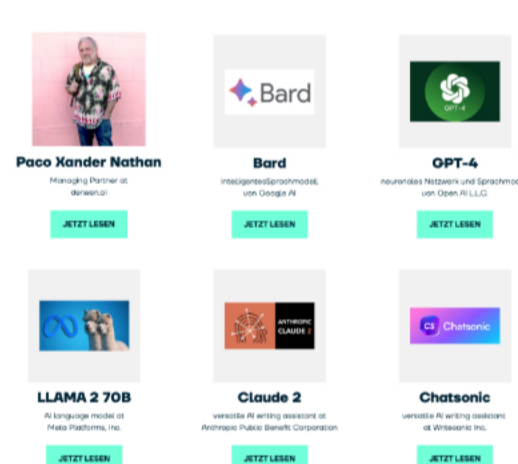 Bard
GPT-4
Paco Xander Nathan
Bard
GPT-4
Managing Partner at
derwen.ai
intelligentesSprachmodell
von Google AI
neuronales Netzwerk und Sprachmod
von Open AI L.L.C.
JETZT LESEN
JETZT LESEN
JETZT LESEN
ANTHROPIC
CLAUDE 2
CS Chatsonic
LLAMA 2 70B
Claude 2
Chatsonic
AI language model at
Meta Platforms, Inc.
versatile AI writing assistant at
Anthropic Public Benefit Corporation
versatile AI writing assistant
at Writesonic Inc.
JETZT LESEN
JETZT LESEN
JETZT LESEN